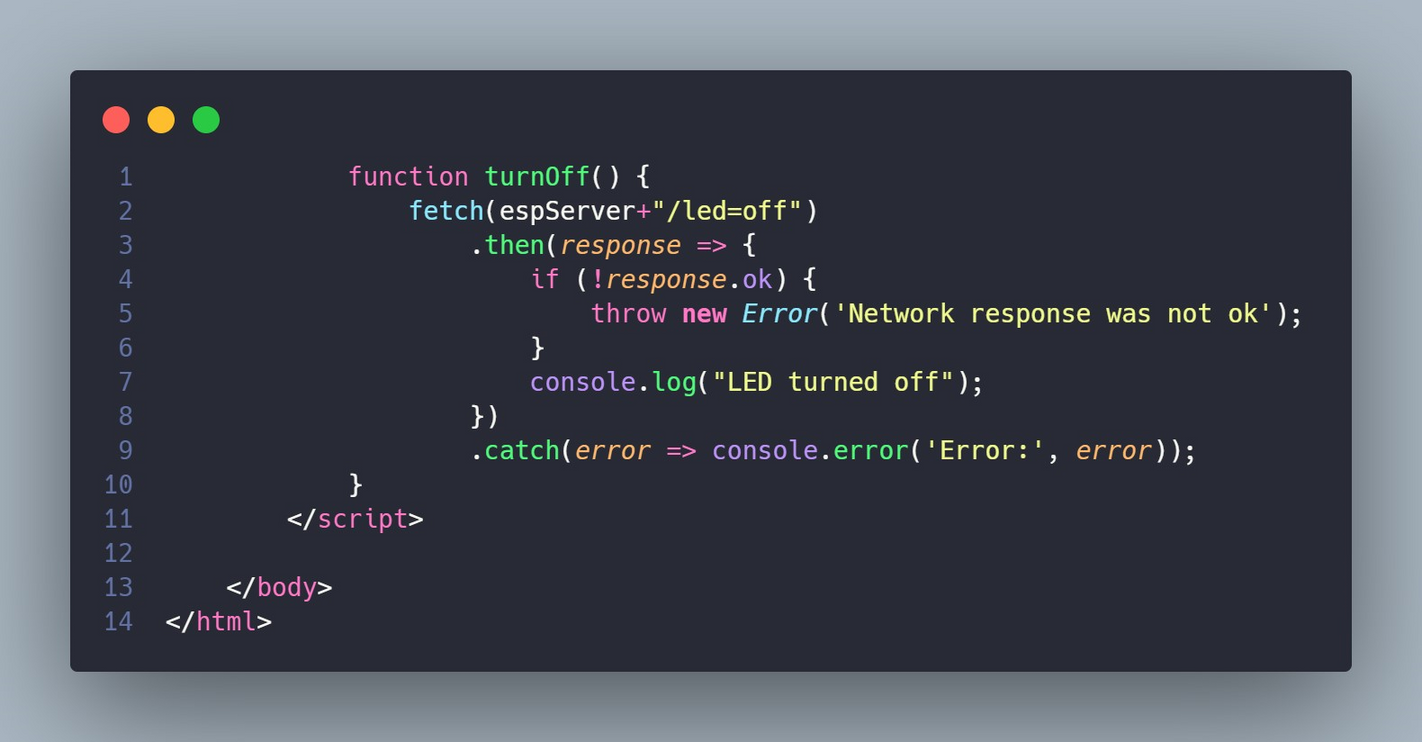 1 function turnOff() {
2 fetch(espServer+"/led=off")
3 .then(response => {
4 if (!response.ok) {
5 throw new Error('Network response was not ok');
6 }
7 console.log("LED turned off");
8 })
9 .catch(error => console.error('Error:', error));
10 }
11 </script>
12
13 </body>
14 </html>